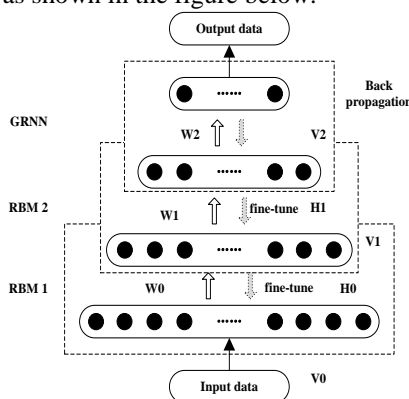 as shown in the figure below.
Output data
......
Back
propagation
GRNN
W2
V2
......
RBM 2
W1
fine-tune
H1
V1
......
RBM 1
W0
fine-tune
H0
......
Input data
V0